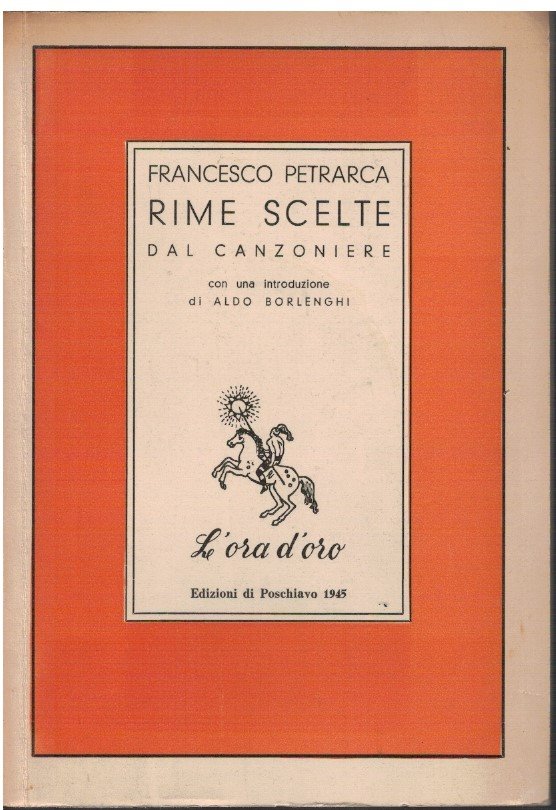 FRANCESCO PETRARCA
RIME SCELTE
DAL CANZONIERE
con una introduzione
di ALDO BORLENGHI
L'ora d'oro
Edizioni di Poschiavo 1945